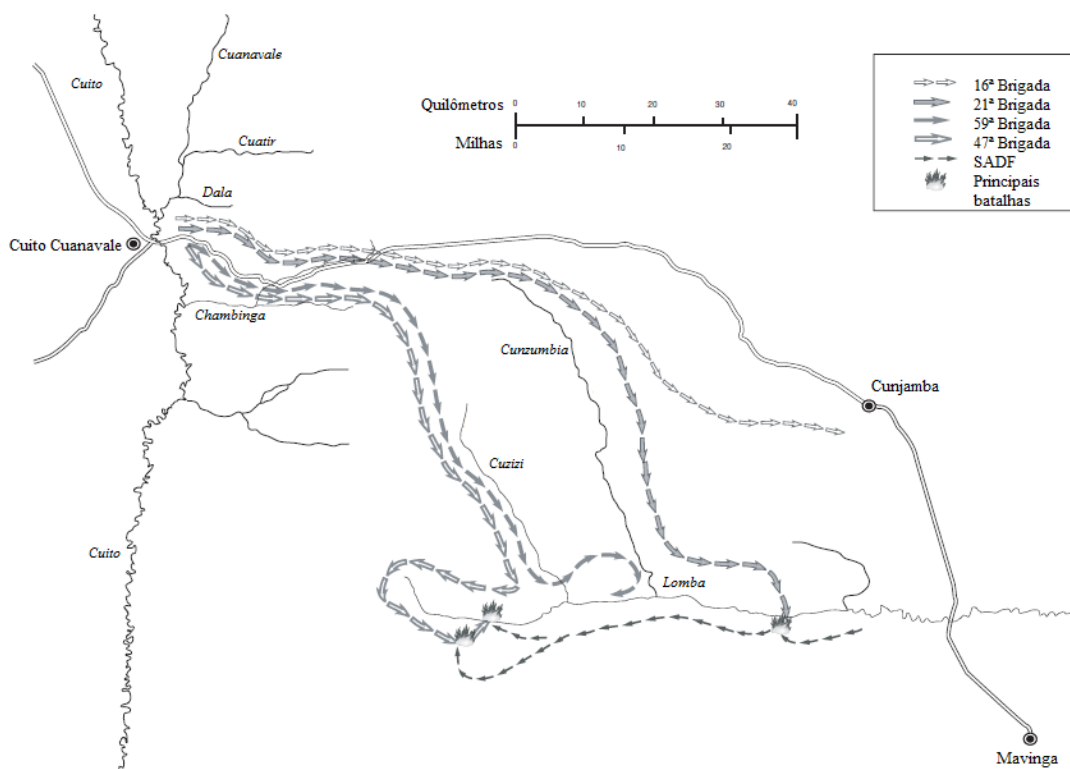 Cuanavale
Cuito
Cuatir
Dala
Cuito Cuanavale
Chambinga
Cunzumbia
Cunjamba
Cuzizi
Cuito
Lomba
Mavinga
Quilômetros
0 10 20 30 40
Milhas
0 10 20
16ª Brigada
21ª Brigada
59ª Brigada
47ª Brigada
SADF
Principais
batalhas